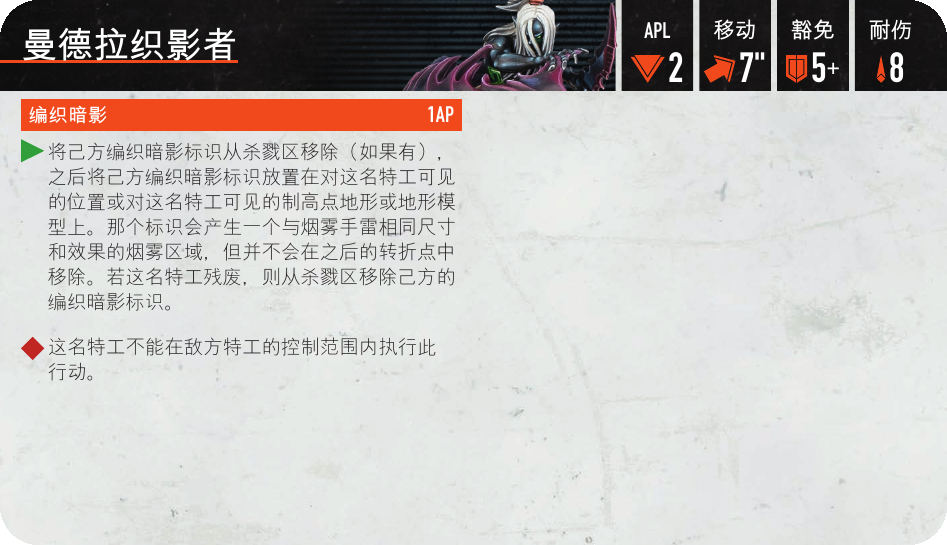 曼德拉织影者
APL
移动
豁免
耐伤
2
7"
5+
8
编织暗影
1AP
将己方编织暗影标识从杀戮区移除（如果有），
之后将己方编织暗影标识放置在对这名特工可见
的位置或对这名特工可见的制高点地形或地形模
型上。那个标识会产生一个与烟雾手雷相同尺寸
和效果的烟雾区域，但并不会在之后的转折点中
移除。若这名特工残废，则从杀戮区移除己方的
编织暗影标识。
这名特工不能在敌方特工的控制范围内执行此
行动。